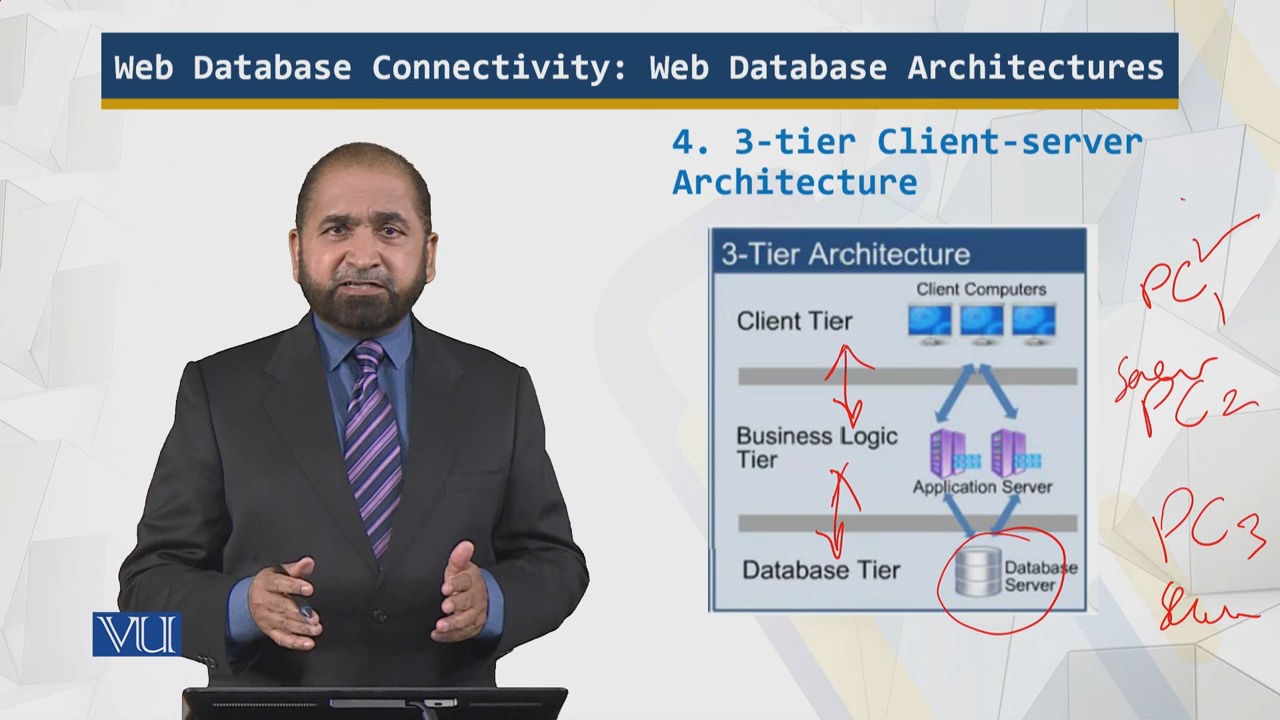 Web Database Connectivity: Web Database Architectures
4. 3-tier Client-server
Architecture
3-Tier Architecture
Client Computers
Client Tier
Business Logic
Tier
Application Server
Database Tier
Database
Server
PC1
Server
PC2
PC3
VU